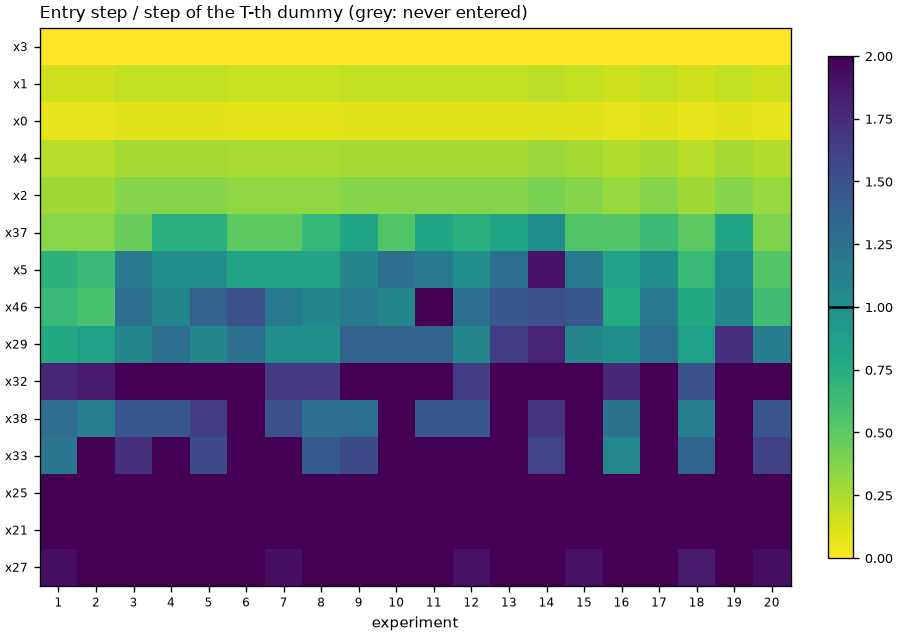 Entry step / step of the T-th dummy (grey: never entered)
x3
x1
x0
x4
x2
x37
x5
x46
x29
x32
x38
x33
x25
x21
x27
1 2 3 4 5 6 7 8 9 10 11 12 13 14 15 16 17 18 19 20
experiment
2.00
1.75
1.50
1.25
1.00
0.75
0.50
0.25
0.00